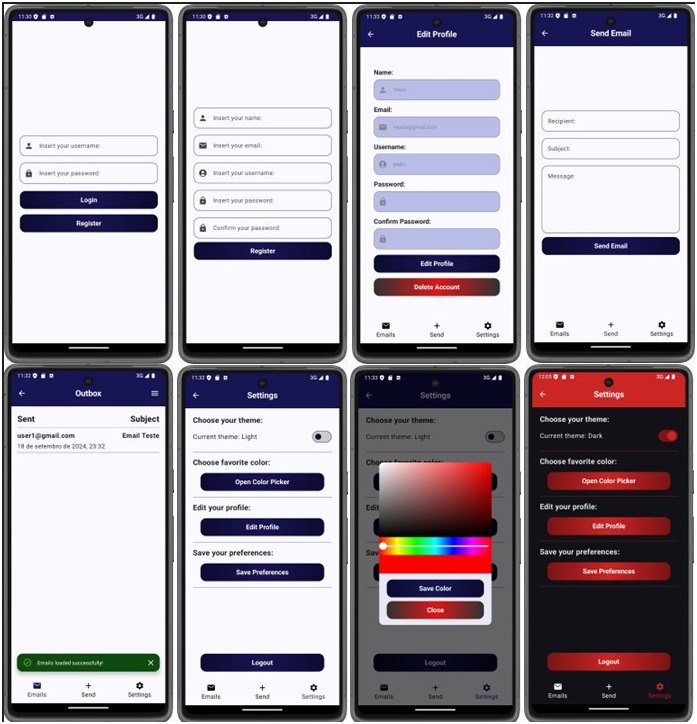 11:30 3G
Insert your username:
Insert your password:
Login
Register
11:30 3G
Insert your name:
Insert your email:
Insert your username:
Insert your password:
Confirm your password:
Register
11:33 3G
Edit Profile
Name:
Email:
Username:
Password:
Confirm Password:
Edit Profile
Delete Account
Emails Send Settings
11:32 3G
Send Email
Recipient:
Subject:
Message:
Send Email
Emails Send Settings
11:32 3G
Outbox
Sent Subject
user1@gmail.com Email Teste
18 de setembro de 2024, 23:32
Emails loaded successfully!
Emails Send Settings
11:32 3G
Settings
Choose your theme:
Current theme: Light
Choose favorite color:
Open Color Picker
Edit your profile:
Edit Profile
Save your preferences:
Save Preferences
Logout
Emails Send Settings
11:33 3G
Settings
Choose your theme:
Current theme: Light
Save Color
Close
Logout
Emails Send Settings
12:05 3G
Settings
Choose your theme:
Current theme: Dark
Choose favorite color:
Open Color Picker
Edit your profile:
Edit Profile
Save your preferences:
Save Preferences
Logout
Emails Send Settings